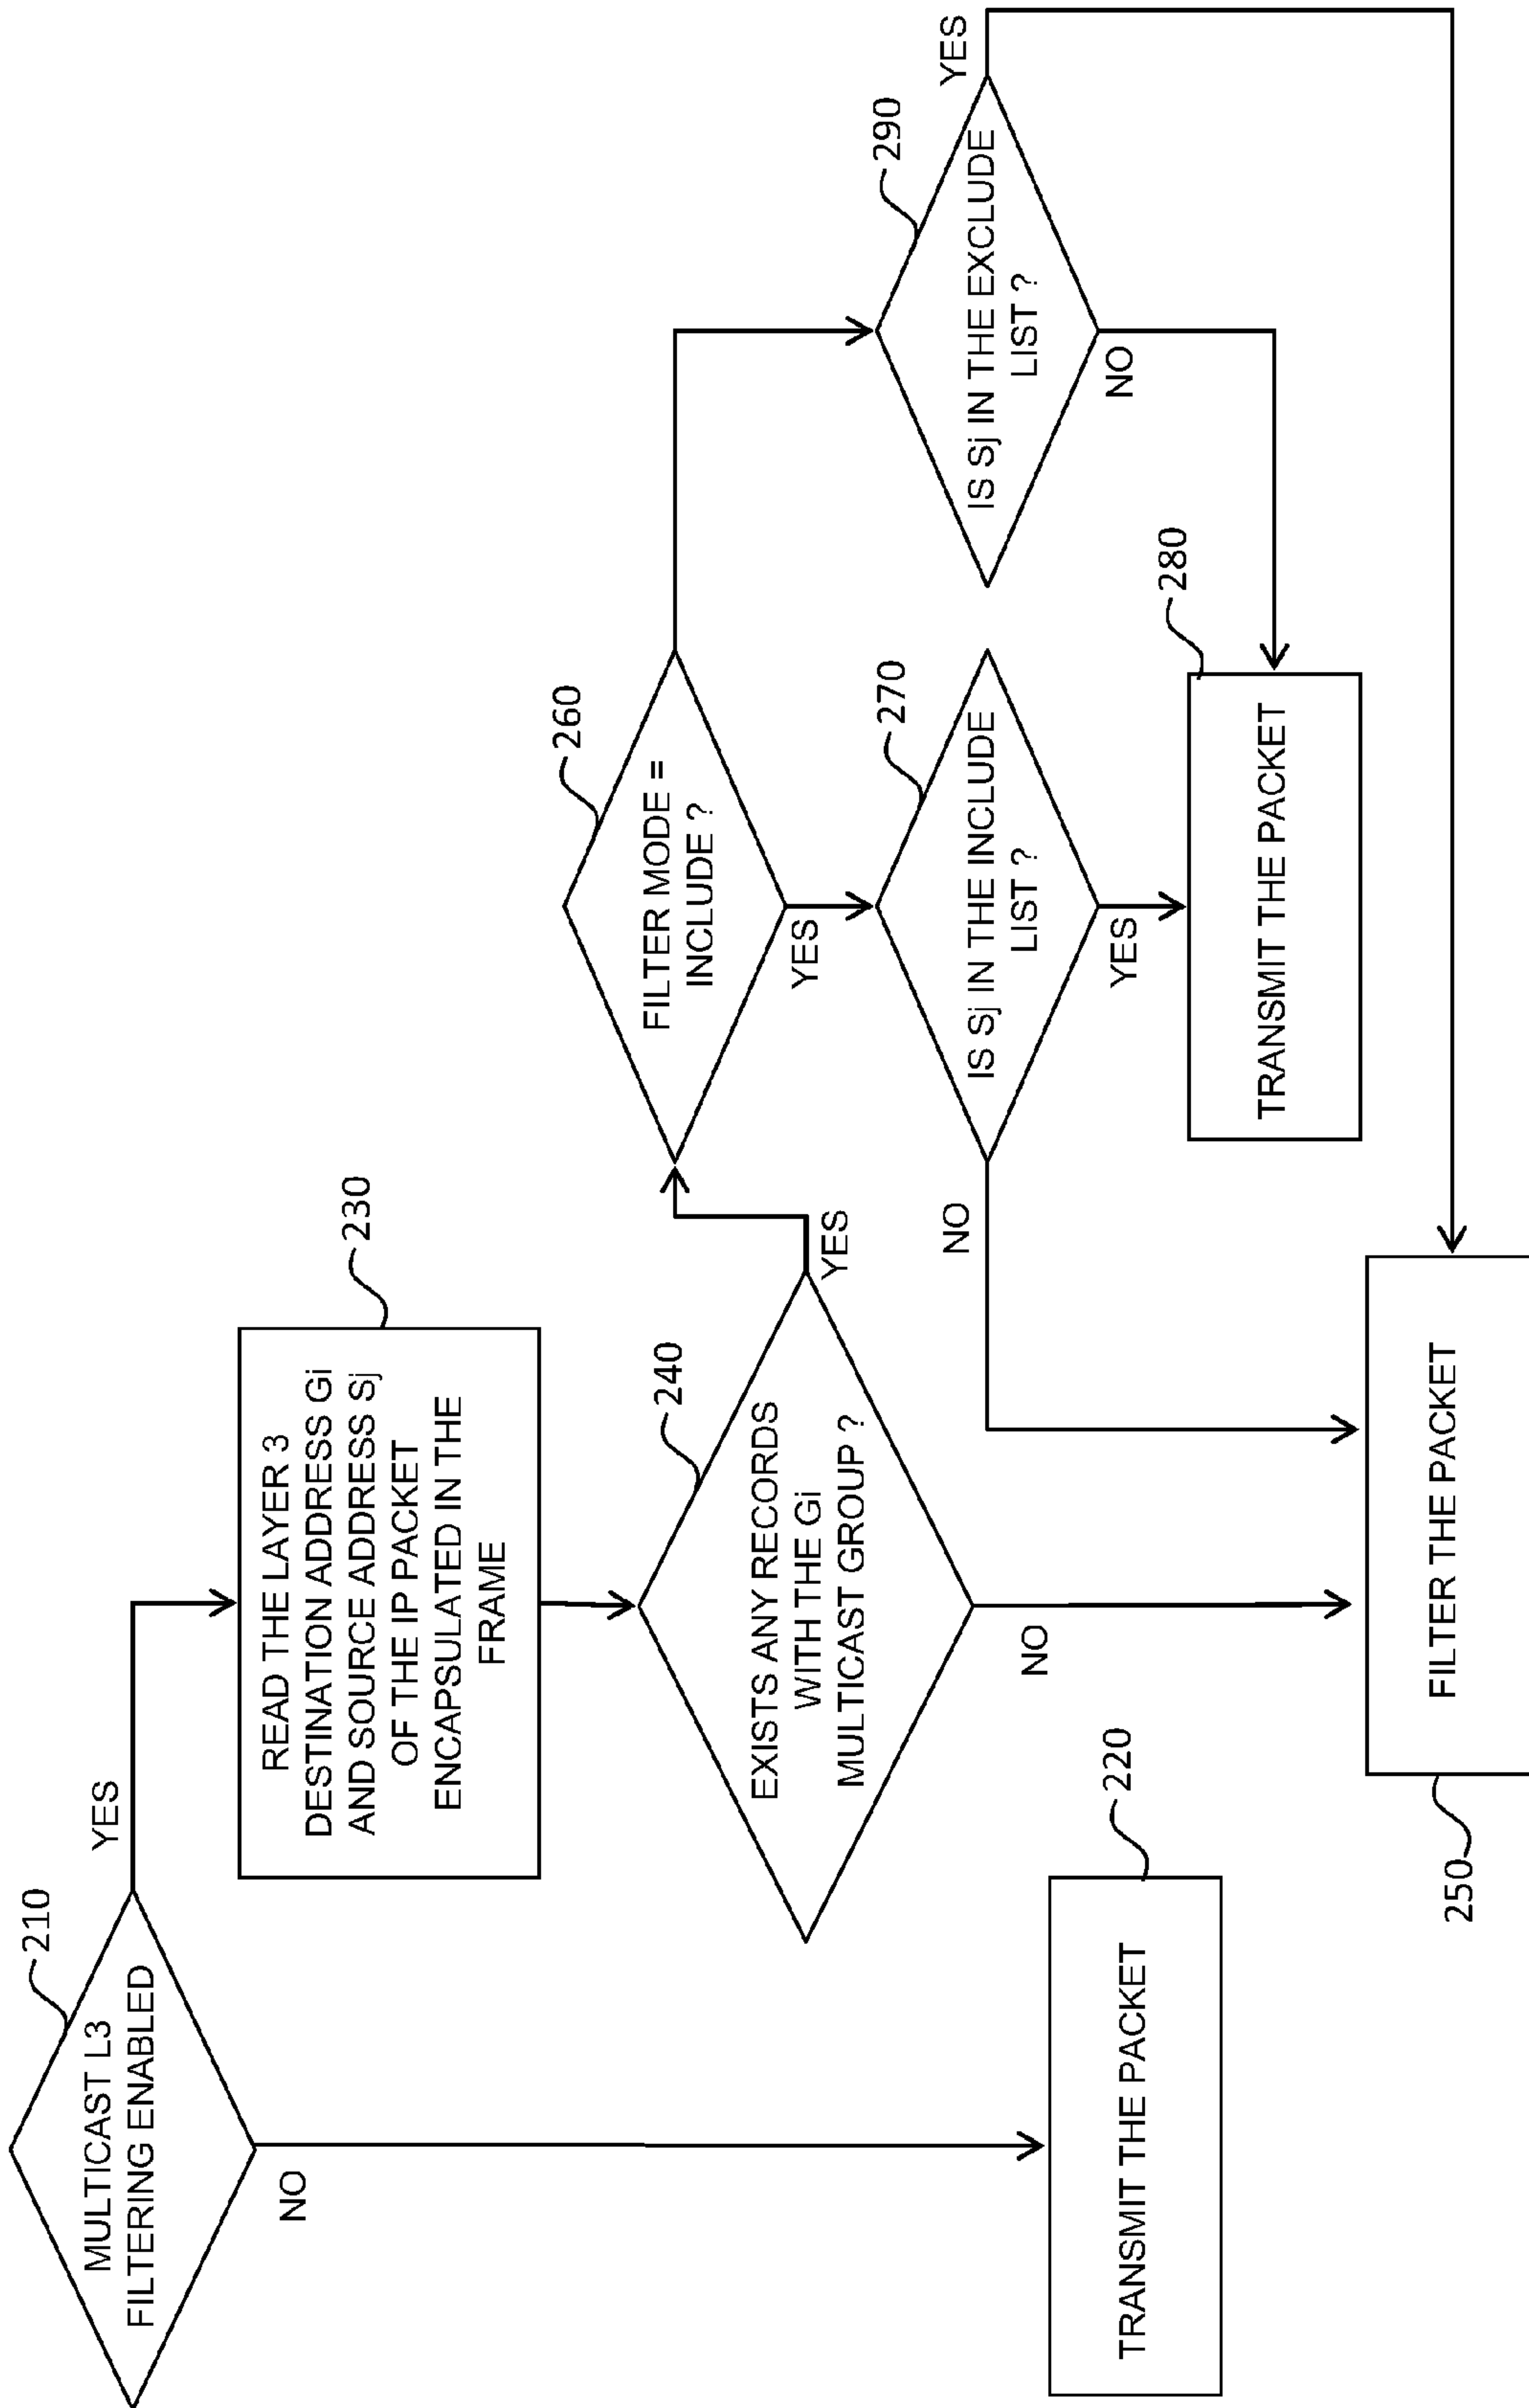 210
MULTICAST L3
FILTERING ENABLED
YES
NO
230
READ THE LAYER 3
DESTINATION ADDRESS Gi
AND SOURCE ADDRESS Sj
OF THE IP PACKET
ENCAPSULATED IN THE
FRAME
240
EXISTS ANY RECORDS
WITH THE Gi
MULTICAST GROUP ?
YES
NO
220
TRANSMIT THE PACKET
260
FILTER MODE =
INCLUDE ?
YES
270
IS Sj IN THE INCLUDE
LIST ?
NO
YES
290
IS Sj IN THE EXCLUDE
LIST ?
YES
NO
280
TRANSMIT THE PACKET
250
FILTER THE PACKET